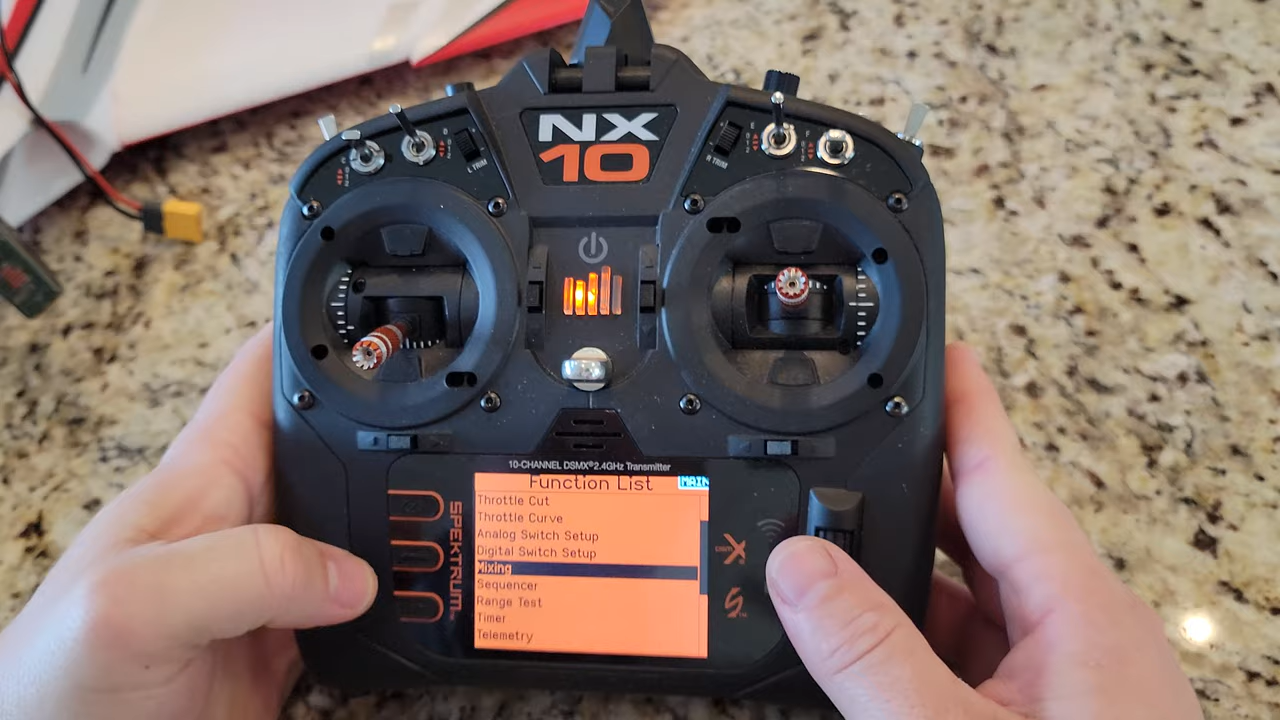 NX
10
L TRIM
R TRIM
10-CHANNEL DSMX® 2.4GHz Transmitter
SPEKTRUM
Function List
MAIN
Throttle Cut
Throttle Curve
Analog Switch Setup
Digital Switch Setup
Mixing
Sequencer
Range Test
Timer
Telemetry